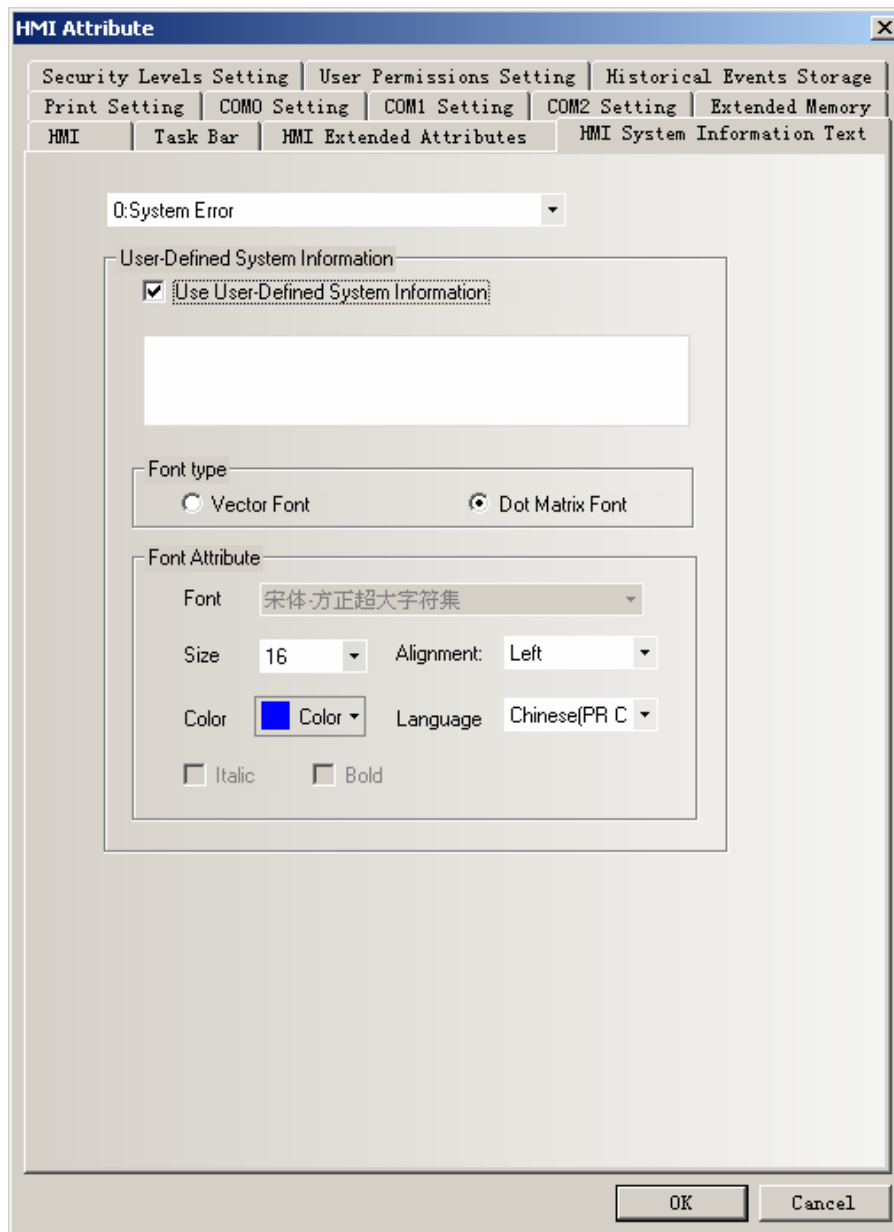 HMI Attribute
Security Levels Setting User Permissions Setting Historical Events Storage
Print Setting COM0 Setting COM1 Setting COM2 Setting Extended Memory
HMI Task Bar HMI Extended Attributes HMI System Information Text
0:System Error
User-Defined System Information
Use User-Defined System Information
Font type
Vector Font Dot Matrix Font
Font Attribute
Font 宋体-方正超大字符集
Size 16 Alignment: Left
Color Color Language Chinese(PR C
Italic Bold
OK Cancel